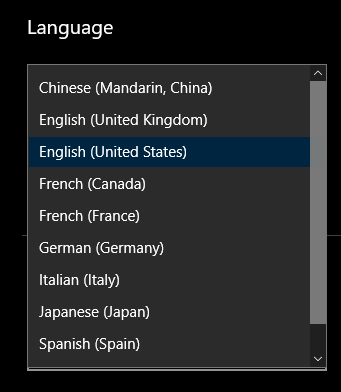 Language
Chinese (Mandarin, China)
English (United Kingdom)
English (United States)
French (Canada)
French (France)
German (Germany)
Italian (Italy)
Japanese (Japan)
Spanish (Spain)